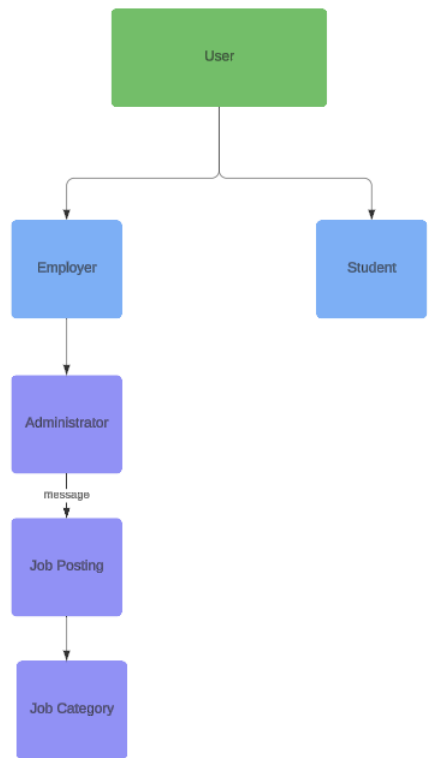 User
Employer
Student
Administrator
message
Job Posting
Job Category